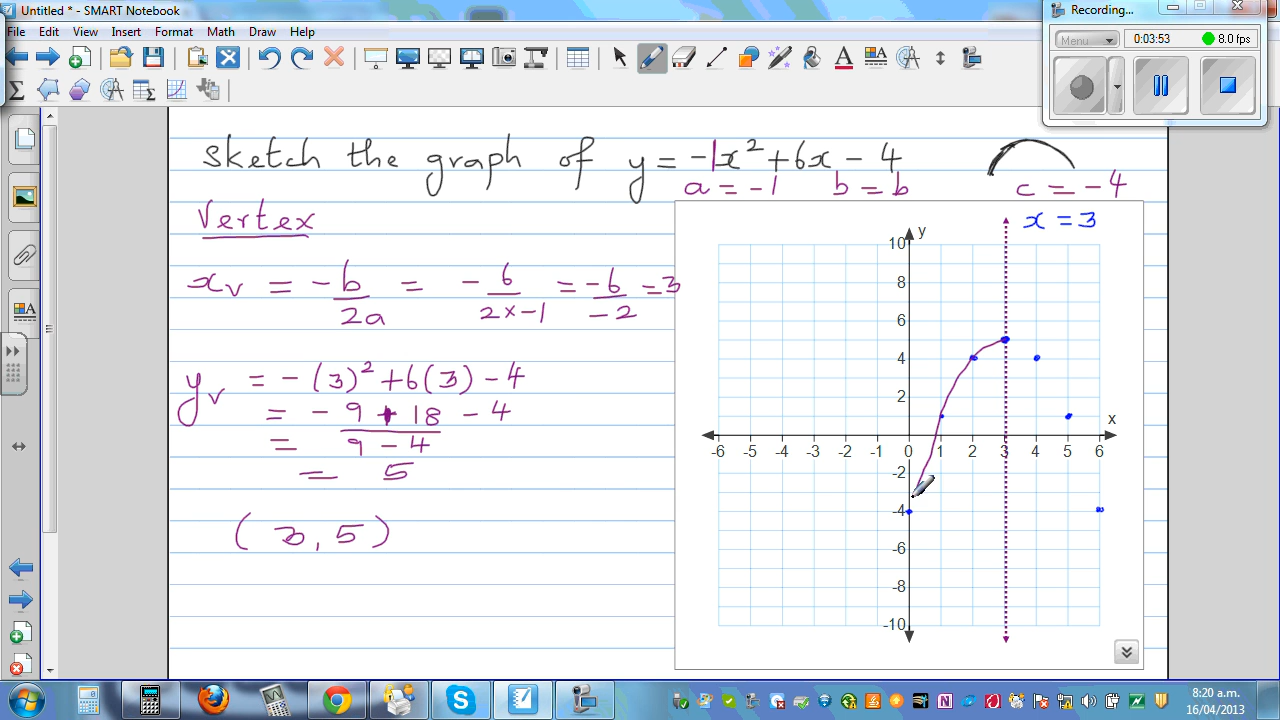 Untitled * - SMART Notebook
File Edit View Insert Format Math Draw Help
Recording...
Menu 0:03:53 8.0 fps
Sketch the graph of y = -1x² + 6x - 4
a = -1 b = b c = -4
Vertex
x = 3
xᵥ = -b/2a = -6/2×-1 = -6/-2 = 3
yᵥ = -(3)² + 6(3) - 4
= -9 + 18 - 4
= 9 - 4
= 5
(3, 5)
y
10
8
6
4
2
x
-6 -5 -4 -3 -2 -1 0 1 2 3 4 5 6
-2
-4
-6
-8
-10
8:20 a.m.
16/04/2013